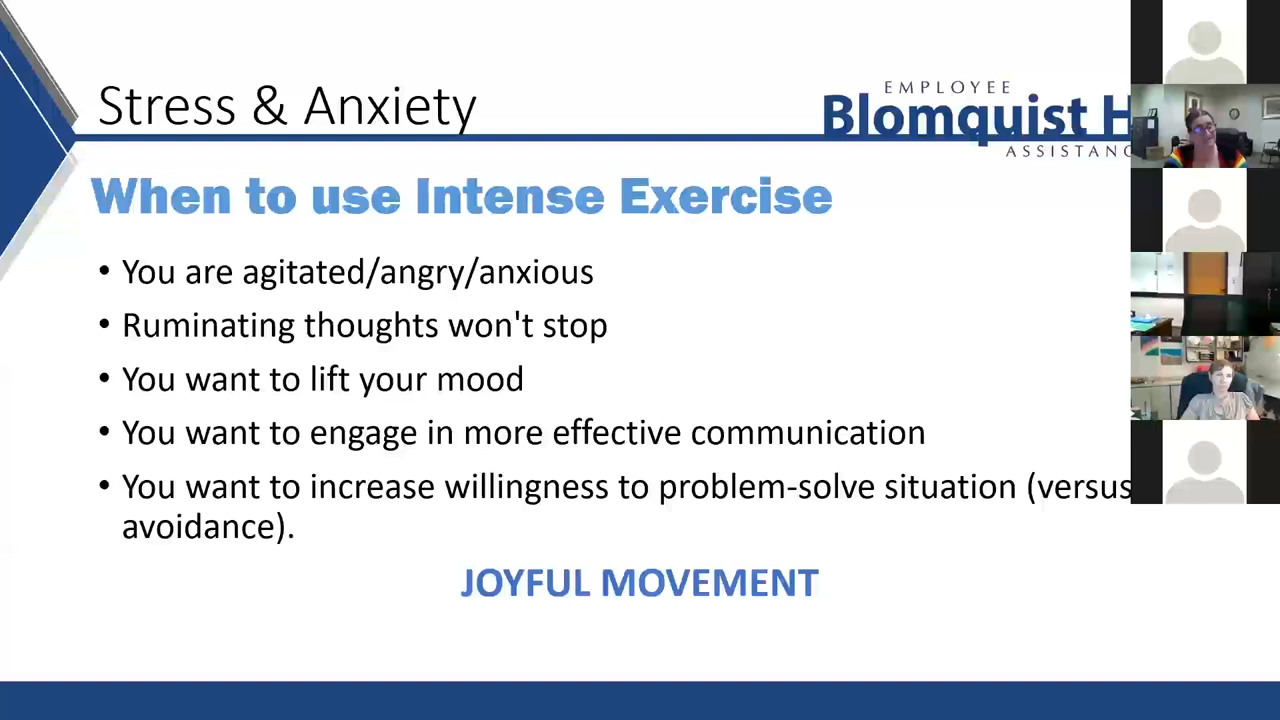 Stress & Anxiety
EMPLOYEE
Blomquist H
ASSISTANC
When to use Intense Exercise
• You are agitated/angry/anxious
• Ruminating thoughts won't stop
• You want to lift your mood
• You want to engage in more effective communication
• You want to increase willingness to problem-solve situation (versus
avoidance).
JOYFUL MOVEMENT